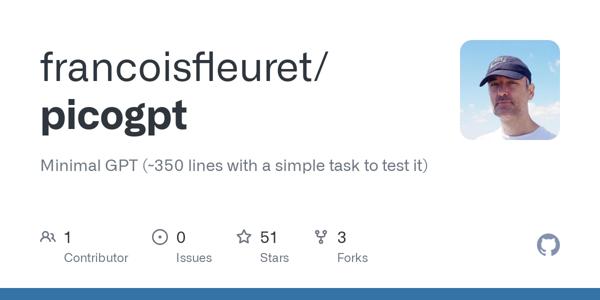 francoisfleuret/
picogpt
Minimal GPT (~350 lines with a simple task to test it)
1
Contributor
0
Issues
51
Stars
3
Forks